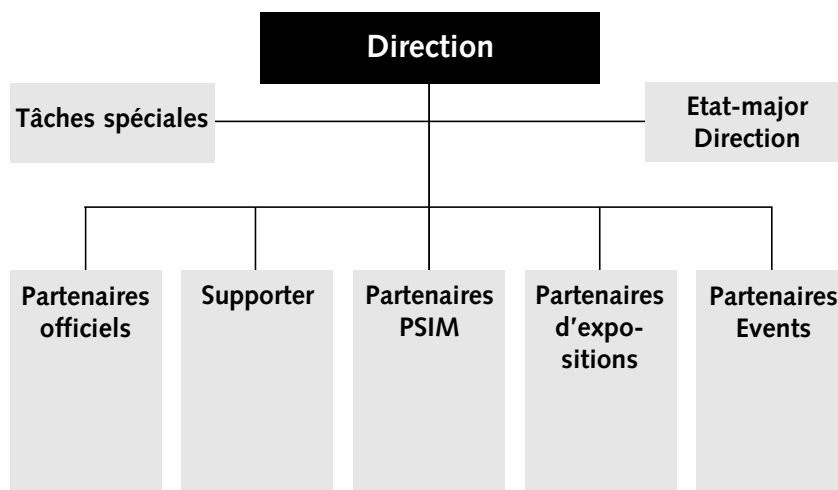 Direction
Tâches spéciales
Etat-major
Direction
Partenaires
officiels
Supporter
Partenaires
PSIM
Partenaires
d'expo-
sitions
Partenaires
Events